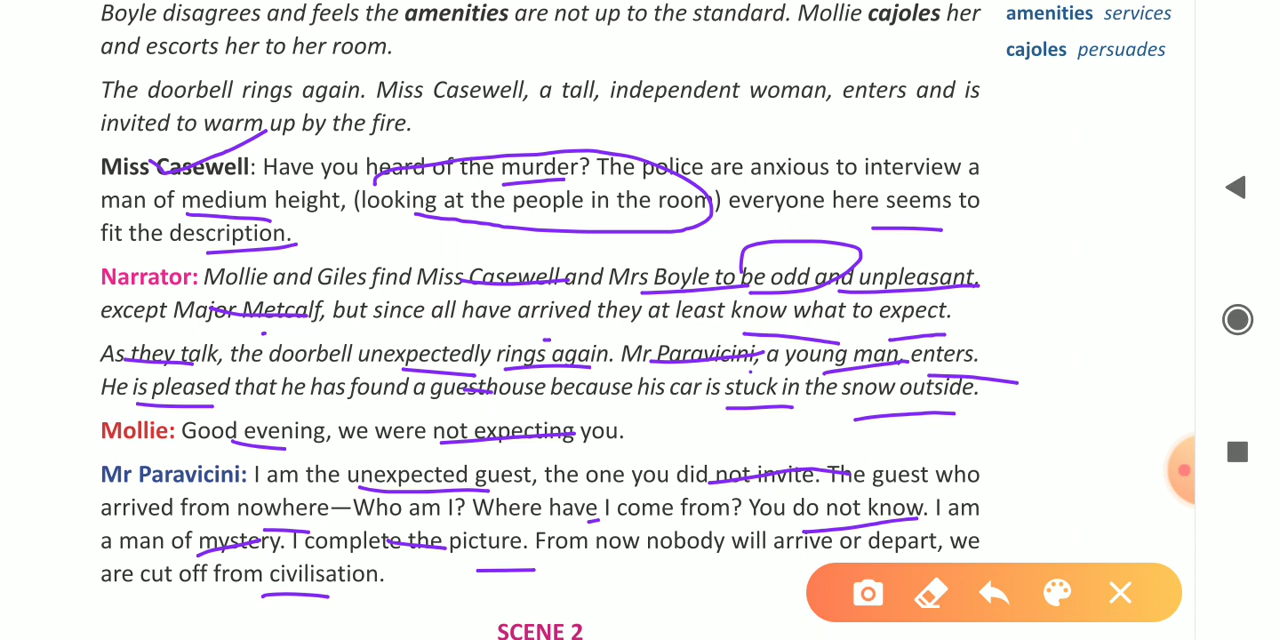 Boyle disagrees and feels the amenities are not up to the standard. Mollie cajoles her
and escorts her to her room.
amenities services
cajoles persuades
The doorbell rings again. Miss Casewell, a tall, independent woman, enters and is
invited to warm up by the fire.
Miss Casewell: Have you heard of the murder? The police are anxious to interview a
man of medium height, (looking at the people in the room) everyone here seems to
fit the description.
Narrator: Mollie and Giles find Miss Casewell and Mrs Boyle to be odd and unpleasant,
except Major Metcalf, but since all have arrived they at least know what to expect.
As they talk, the doorbell unexpectedly rings again. Mr Paravicini, a young man, enters.
He is pleased that he has found a guesthouse because his car is stuck in the snow outside.
Mollie: Good evening, we were not expecting you.
Mr Paravicini: I am the unexpected guest, the one you did not invite. The guest who
arrived from nowhere—Who am I? Where have I come from? You do not know. I am
a man of mystery. I complete the picture. From now nobody will arrive or depart, we
are cut off from civilisation.
SCENE 2